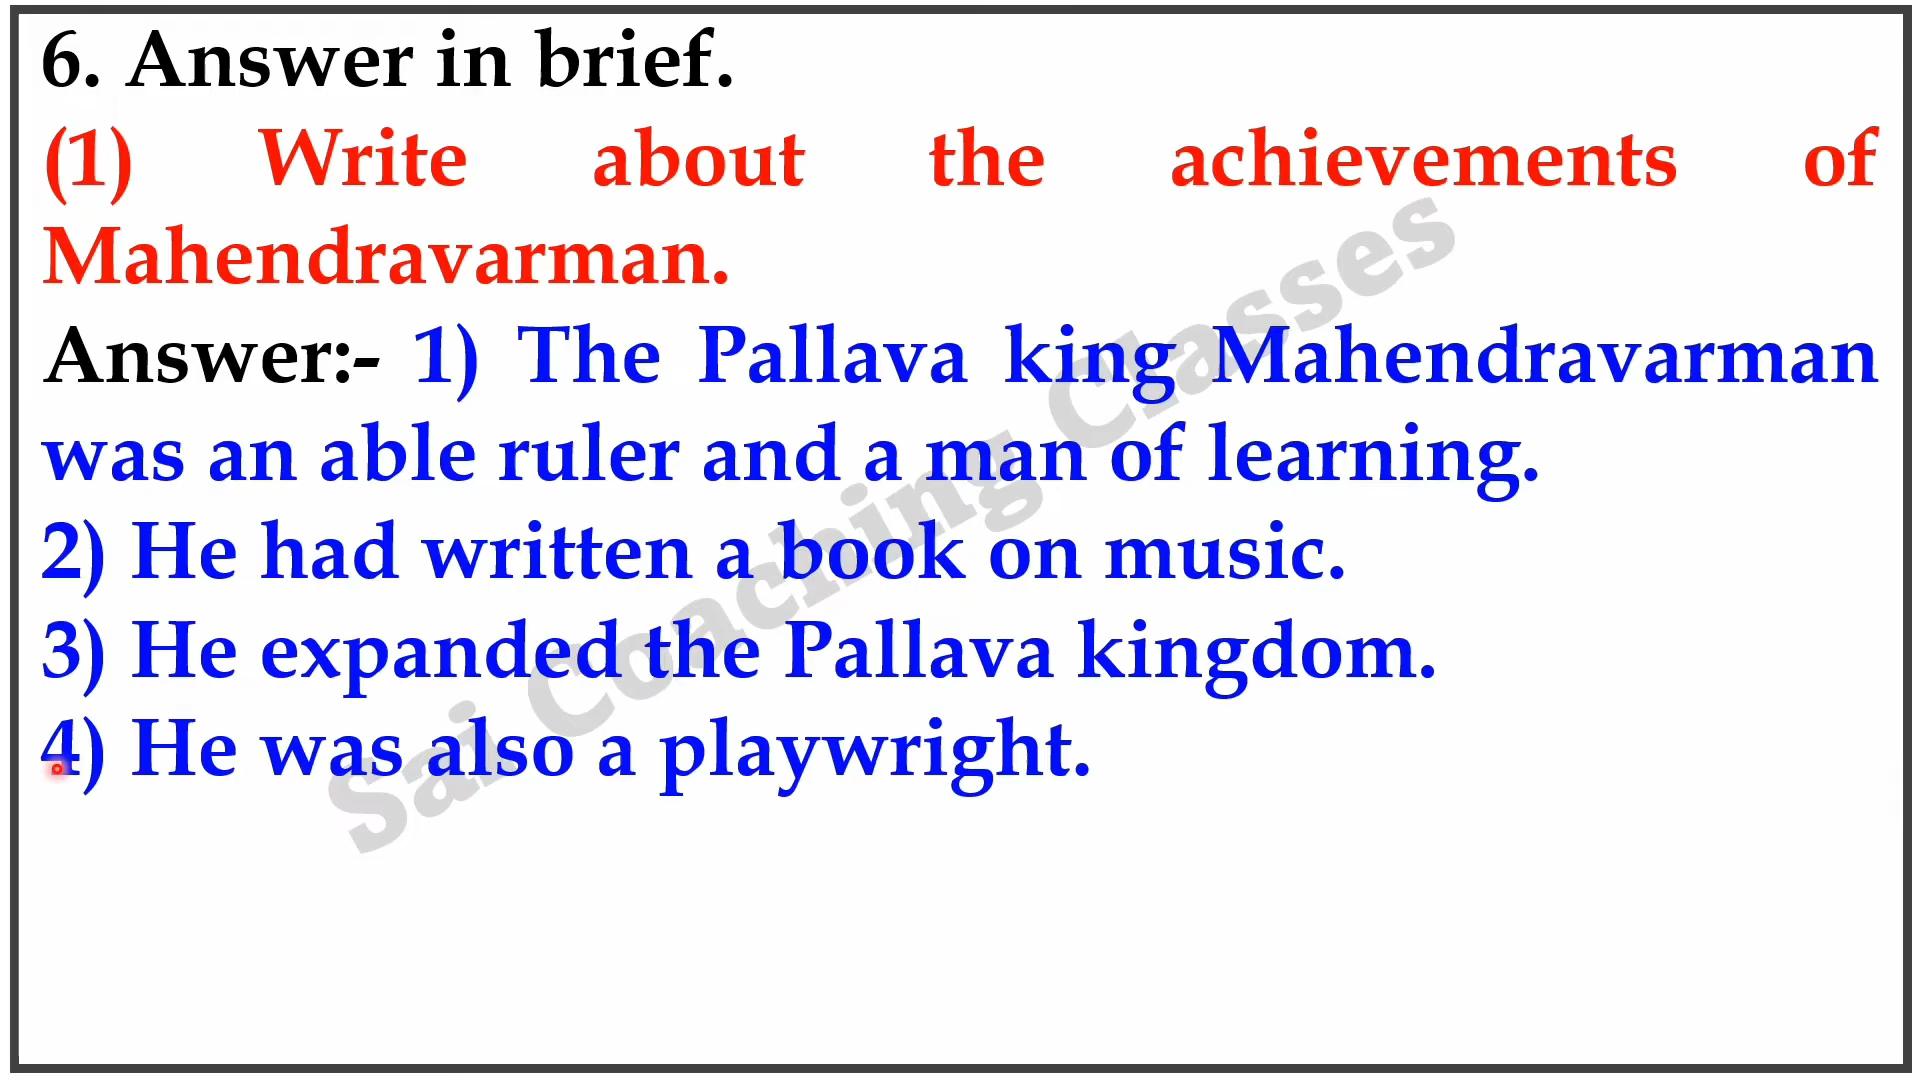 6. Answer in brief.
(1) Write about the achievements of
Mahendravarman.
Answer:- 1) The Pallava king Mahendravarman
was an able ruler and a man of learning.
2) He had written a book on music.
3) He expanded the Pallava kingdom.
4) He was also a playwright.
Sai Coaching Classes